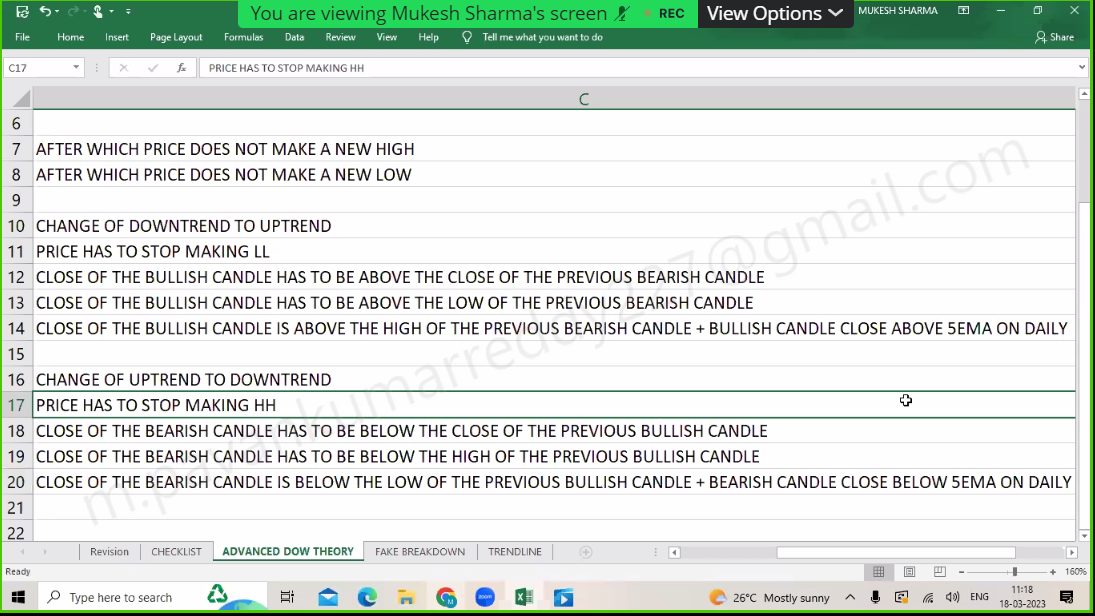 You are viewing Mukesh Sharma's screen REC View Options MUKESH SHARMA
File Home Insert Page Layout Formulas Data Review View Help Tell me what you want to do Share
C17 fx PRICE HAS TO STOP MAKING HH
C
6
7 AFTER WHICH PRICE DOES NOT MAKE A NEW HIGH
8 AFTER WHICH PRICE DOES NOT MAKE A NEW LOW
9
10 CHANGE OF DOWNTREND TO UPTREND
11 PRICE HAS TO STOP MAKING LL
12 CLOSE OF THE BULLISH CANDLE HAS TO BE ABOVE THE CLOSE OF THE PREVIOUS BEARISH CANDLE
13 CLOSE OF THE BULLISH CANDLE HAS TO BE ABOVE THE LOW OF THE PREVIOUS BEARISH CANDLE
14 CLOSE OF THE BULLISH CANDLE IS ABOVE THE HIGH OF THE PREVIOUS BEARISH CANDLE + BULLISH CANDLE CLOSE ABOVE 5EMA ON DAILY
15
16 CHANGE OF UPTREND TO DOWNTREND
17 PRICE HAS TO STOP MAKING HH
18 CLOSE OF THE BEARISH CANDLE HAS TO BE BELOW THE CLOSE OF THE PREVIOUS BULLISH CANDLE
19 CLOSE OF THE BEARISH CANDLE HAS TO BE BELOW THE HIGH OF THE PREVIOUS BULLISH CANDLE
20 CLOSE OF THE BEARISH CANDLE IS BELOW THE LOW OF THE PREVIOUS BULLISH CANDLE + BEARISH CANDLE CLOSE BELOW 5EMA ON DAILY
21
22
m.pavankumarreddy227@gmail.com
Revision CHECKLIST ADVANCED DOW THEORY FAKE BREAKDOWN TRENDLINE
Ready 160%
Type here to search 26°C Mostly sunny ENG 11:18
18-03-2023